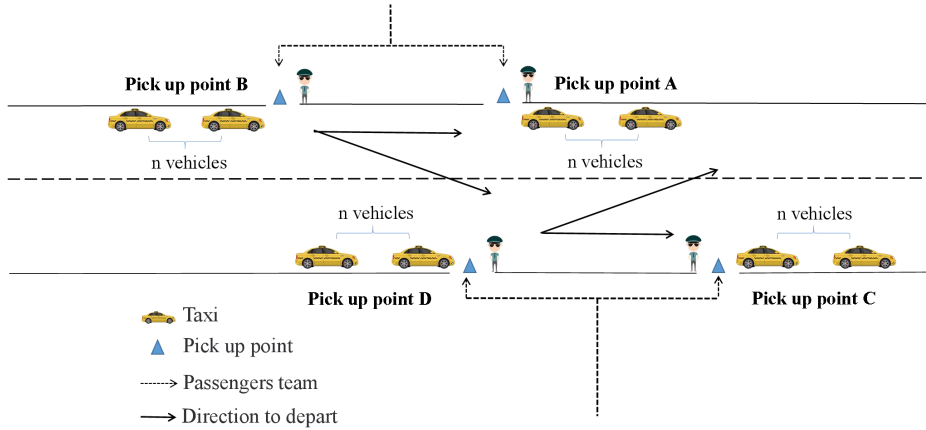 Pick up point B
Pick up point A
n vehicles
n vehicles
n vehicles
n vehicles
Pick up point D
Pick up point C
Taxi
Pick up point
Passengers team
Direction to depart